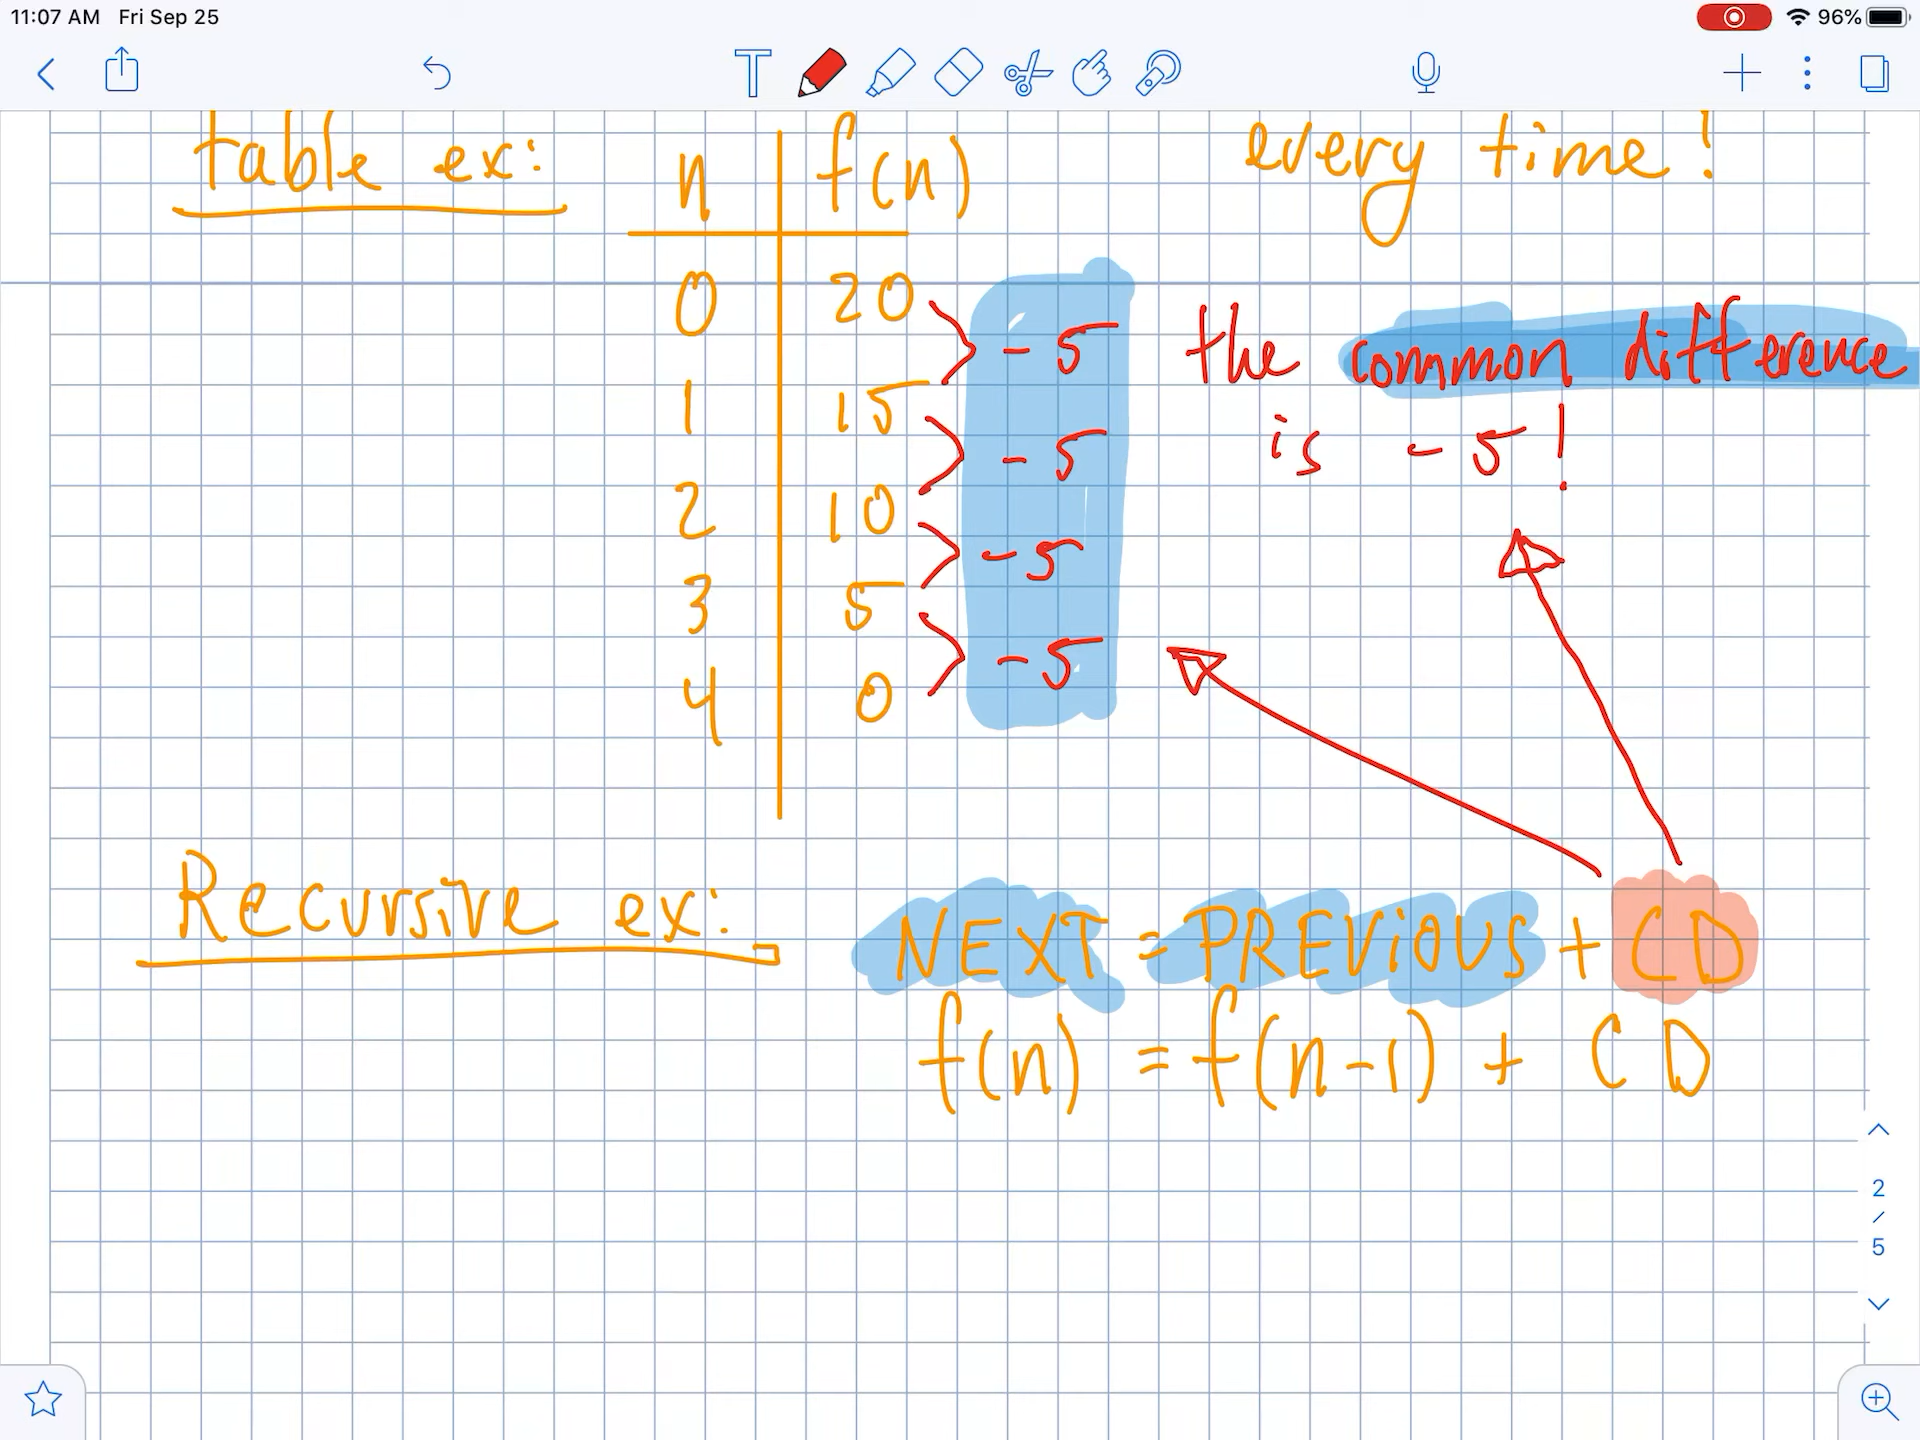 11:07 AM Fri Sep 25 96%
T
table ex: n f(n) every time!
0 20
-5 the common difference
1 15
-5 is -5!
2 10
-5
3 5
-5
4 0
Recursive ex: NEXT = PREViOUS + CD
f(n) = f(n-1) + CD
2
/
5